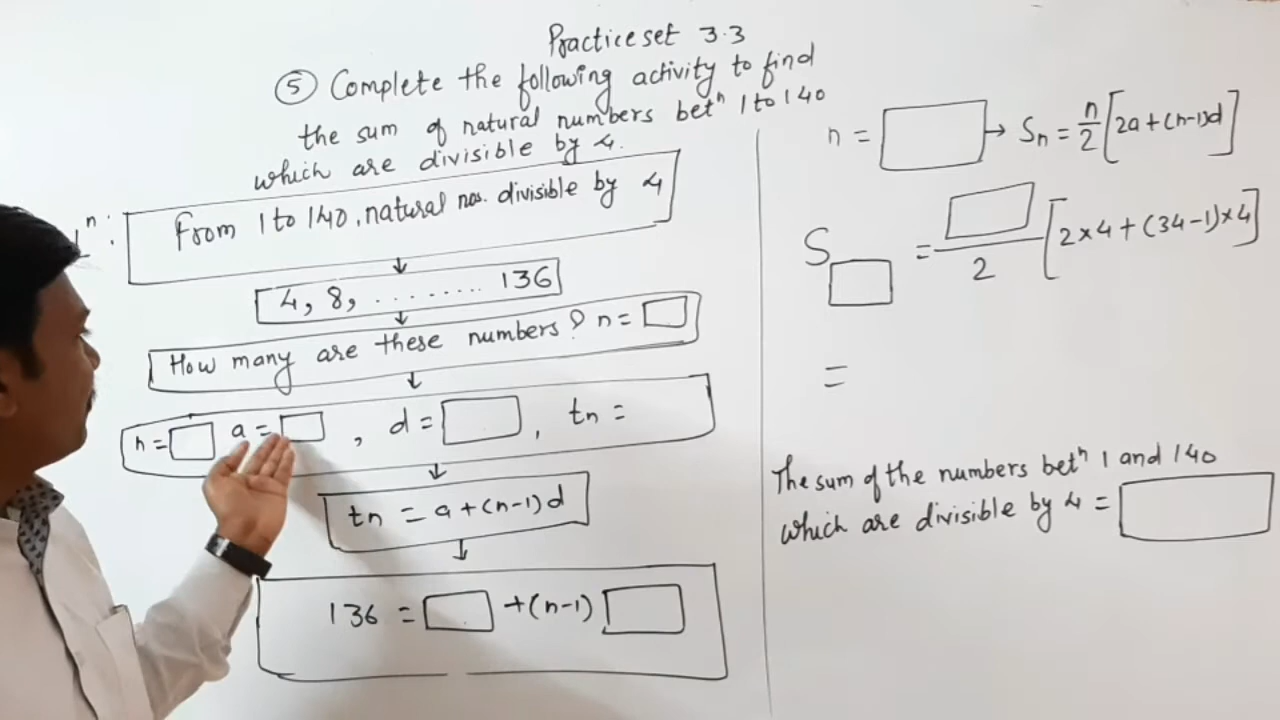 Practice set 3.3
⑤ Complete the following activity to find
the sum of natural numbers betⁿ 1 to 140
which are divisible by 4.
ⁿ:
From 1 to 140, natural nos. divisible by 4
↓
4, 8, ........ 136
↓
How many are these numbers? n = □
↓
n = □ a = □, d = □, tn =
↓
tn = a + (n-1) d
↓
136 = □ + (n-1) □
n = □ → Sn = n/2 [2a + (n-1)d]
S□ = □/2 [2×4 + (34-1)×4]
=
The sum of the numbers betⁿ 1 and 140
which are divisible by 4 = □